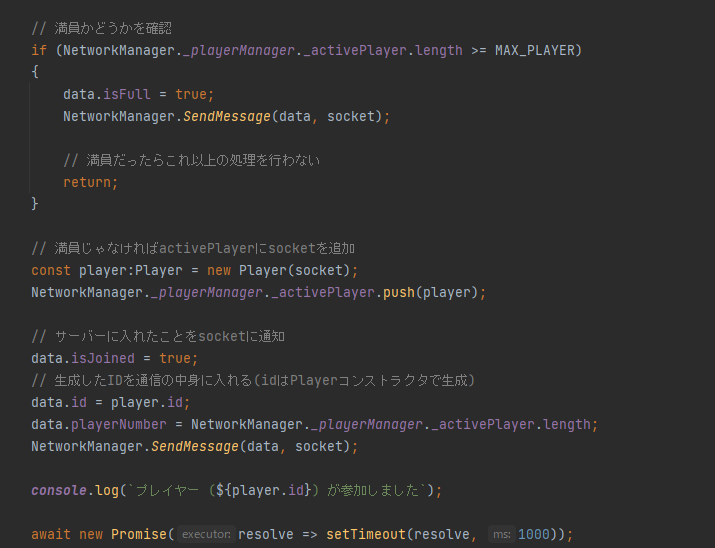 // 満員かどうかを確認
if (NetworkManager._playerManager._activePlayer.length >= MAX_PLAYER)
{
data.isFull = true;
NetworkManager.SendMessage(data, socket);
// 満員だったらこれ以上の処理を行わない
return;
}
// 満員じゃなければactivePlayerにsocketを追加
const player:Player = new Player(socket);
NetworkManager._playerManager._activePlayer.push(player);
// サーバーに入れたことをsocketに通知
data.isJoined = true;
// 生成したIDを通信の中身に入れる(idはPlayerコンストラクタで生成)
data.id = player.id;
data.playerNumber = NetworkManager._playerManager._activePlayer.length;
NetworkManager.SendMessage(data, socket);
console.log(`プレイヤー (${player.id}) が参加しました`);
await new Promise( executor: resolve => setTimeout(resolve, ms: 1000));